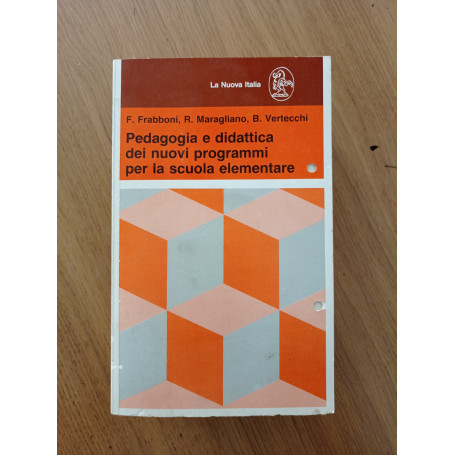 La Nuova Italia
F. Frabboni, R. Maragliano, B. Vertecchi
Pedagogia e didattica
dei nuovi programmi
per la scuola elementare